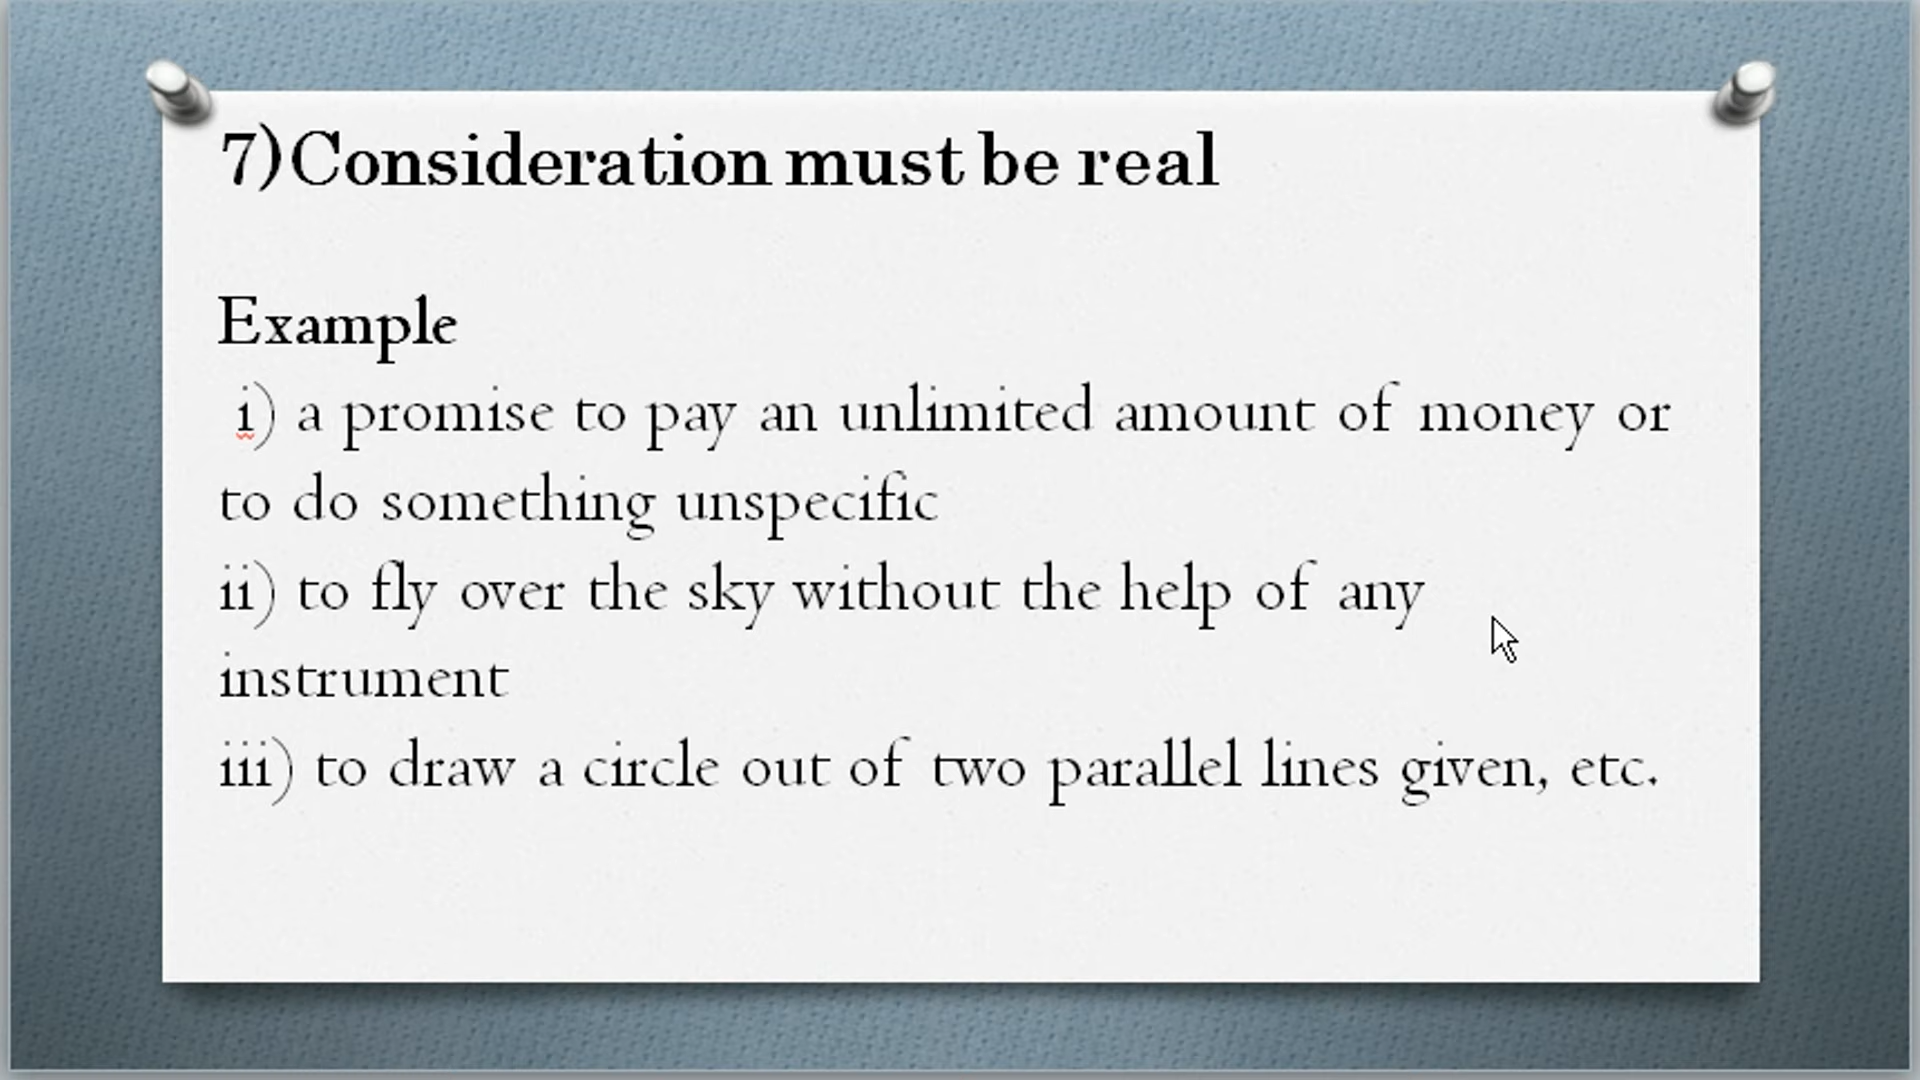 7)Consideration must be real
Example
i) a promise to pay an unlimited amount of money or
to do something unspecific
ii) to fly over the sky without the help of any
instrument
iii) to draw a circle out of two parallel lines given, etc.